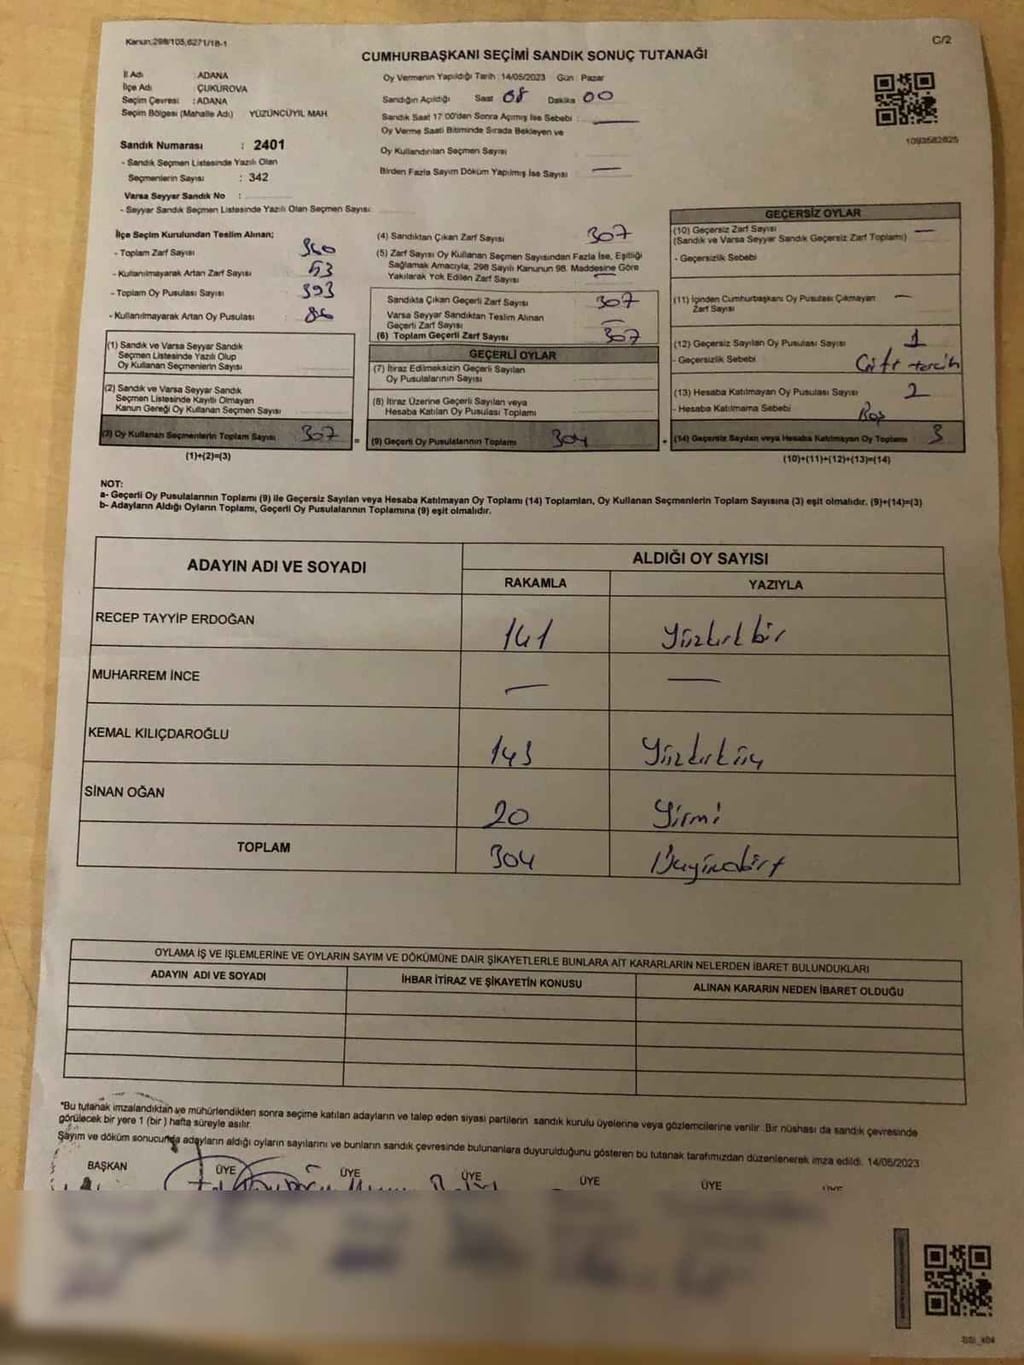 Kanun:298/105,6271/18-1
C/2
CUMHURBAŞKANI SEÇİMİ SANDIK SONUÇ TUTANAĞI
İl Adı : ADANA
İlçe Adı : ÇUKUROVA
Seçim Çevresi : ADANA
Seçim Bölgesi (Mahalle Adı) YÜZÜNCÜYIL MAH.
Oy Vermenin Yapıldığı Tarih : 14/05/2023 Gün : Pazar
Sandığın Açıldığı Saat 08 Dakika 00
Sandık Saat 17:00'dan Sonra Açılmış İse Sebebi : —
Oy Verme Saati Bitiminde Sırada Bekleyen ve
Oy Kullandırılan Seçmen Sayısı
Birden Fazla Sayım Döküm Yapılmış İse Sayısı —
1093582625
Sandık Numarası : 2401
- Sandık Seçmen Listesinde Yazılı Olan
Seçmenlerin Sayısı : 342
Varsa Seyyar Sandık No :
- Seyyar Sandık Seçmen Listesinde Yazılı Olan Seçmen Sayısı:
İlçe Seçim Kurulundan Teslim Alınan;
- Toplam Zarf Sayısı 360
- Kullanılmayarak Artan Zarf Sayısı 53
- Toplam Oy Pusulası Sayısı 393
- Kullanılmayarak Artan Oy Pusulası : 86
(1) Sandık ve Varsa Seyyar Sandık
Seçmen Listesinde Yazılı Olup
Oy Kullanan Seçmenlerin Sayısı
(2) Sandık ve Varsa Seyyar Sandık
Seçmen Listesinde Kayıtlı Olmayan
Kanun Gereği Oy Kullanan Seçmen Sayısı
(3) Oy Kullanan Seçmenlerin Toplam Sayısı 307
(1)+(2)=(3)
(4) Sandıktan Çıkan Zarf Sayısı 307
(5) Zarf Sayısı Oy Kullanan Seçmen Sayısından Fazla İse, Eşitliği
Sağlamak Amacıyla, 298 Sayılı Kanunun 98. Maddesine Göre
Yakılarak Yok Edilen Zarf Sayısı —
Sandıkta Çıkan Geçerli Zarf Sayısı 307
Varsa Seyyar Sandıktan Teslim Alınan
Geçerli Zarf Sayısı —
(6) Toplam Geçerli Zarf Sayısı 307
GEÇERLİ OYLAR
(7) İtiraz Edilmeksizin Geçerli Sayılan
Oy Pusulalarının Sayısı
(8) İtiraz Üzerine Geçerli Sayılan veya
Hesaba Katılan Oy Pusulası Toplamı
= (9) Geçerli Oy Pusulalarının Toplamı 304
GEÇERSİZ OYLAR
(10) Geçersiz Zarf Sayısı —
(Sandık ve Varsa Seyyar Sandık Geçersiz Zarf Toplamı)
- Geçersizlik Sebebi
(11) İçinden Cumhurbaşkanı Oy Pusulası Çıkmayan —
Zarf Sayısı
(12) Geçersiz Sayılan Oy Pusulası Sayısı 1
- Geçersizlik Sebebi Çift tercih
(13) Hesaba Katılmayan Oy Pusulası Sayısı 2
- Hesaba Katılmama Sebebi Boş
+ (14) Geçersiz Sayılan veya Hesaba Katılmayan Oy Toplamı 3
(10)+(11)+(12)+(13)=(14)
NOT:
a- Geçerli Oy Pusulalarının Toplamı (9) ile Geçersiz Sayılan veya Hesaba Katılmayan Oy Toplamı (14) Toplamları, Oy Kullanan Seçmenlerin Toplam Sayısına (3) eşit olmalıdır. (9)+(14)=(3)
b- Adayların Aldığı Oyların Toplamı, Geçerli Oy Pusulalarının Toplamına (9) eşit olmalıdır.
ADAYIN ADI VE SOYADI
ALDIĞI OY SAYISI
RAKAMLA YAZIYLA
RECEP TAYYİP ERDOĞAN 141 Yüzkırkbir
MUHARREM İNCE — —
KEMAL KILIÇDAROĞLU 143 Yüzkırküç
SİNAN OĞAN 20 Yirmi
TOPLAM 304 Üçyüzdört
OYLAMA İŞ VE İŞLEMLERİNE VE OYLARIN SAYIM VE DÖKÜMÜNE DAİR ŞİKAYETLERLE BUNLARA AİT KARARLARIN NELERDEN İBARET BULUNDUKLARI
ADAYIN ADI VE SOYADI İHBAR İTİRAZ VE ŞİKAYETİN KONUSU ALINAN KARARIN NEDEN İBARET OLDUĞU
*Bu tutanak imzalandıktan ve mühürlendikten sonra seçime katılan adayların ve talep eden siyasi partilerin sandık kurulu üyelerine veya gözlemcilerine verilir. Bir nüshası da sandık çevresinde
görülecek bir yere 1 (bir) hafta süreyle asılır.
Sayım ve döküm sonucunda adayların aldığı oyların sayılarını ve bunların sandık çevresinde bulunanlara duyurulduğunu gösteren bu tutanak tarafımızdan düzenlenerek imza edildi. 14/05/2023
BAŞKAN ÜYE ÜYE ÜYE ÜYE ÜYE ÜYE